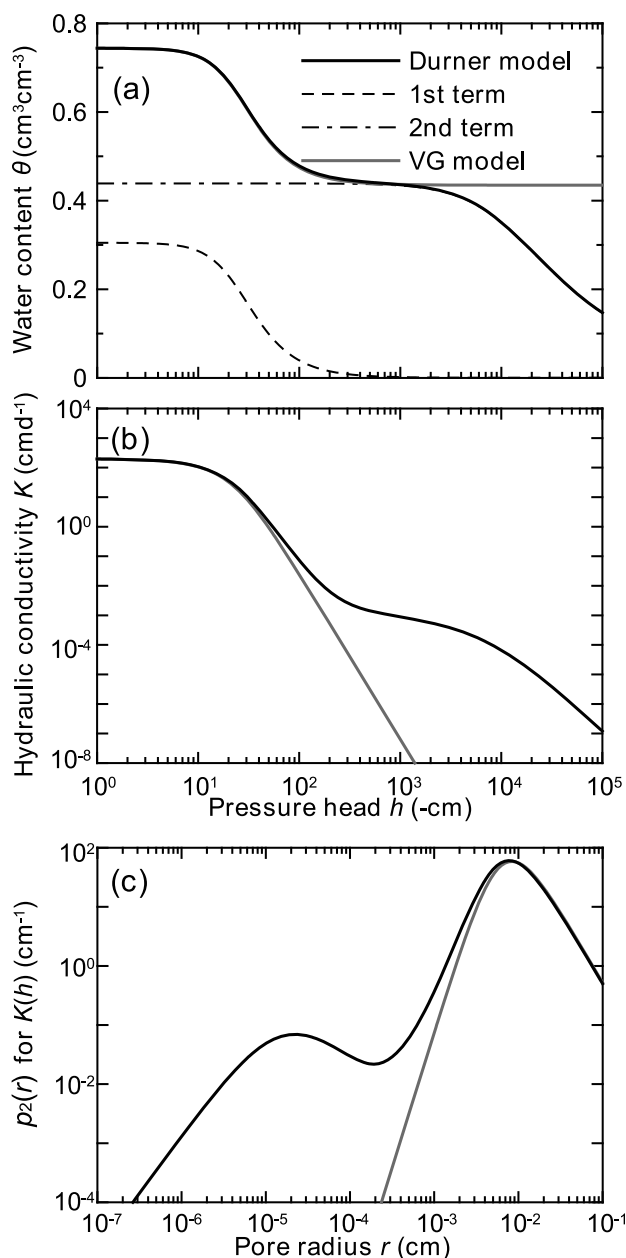 0.8
0.6
0.4
0.2
0
Water content θ (cm³cm⁻³)
(a)
Durner model
1st term
2nd term
VG model
10⁴
10⁰
10⁻⁴
10⁻⁸
Hydraulic conductivity K (cmd⁻¹)
(b)
10⁰ 10¹ 10² 10³ 10⁴ 10⁵
Pressure head h (-cm)
10²
10⁰
10⁻²
10⁻⁴
p₂(r) for K(h) (cm⁻¹)
(c)
10⁻⁷ 10⁻⁶ 10⁻⁵ 10⁻⁴ 10⁻³ 10⁻² 10⁻¹
Pore radius r (cm)